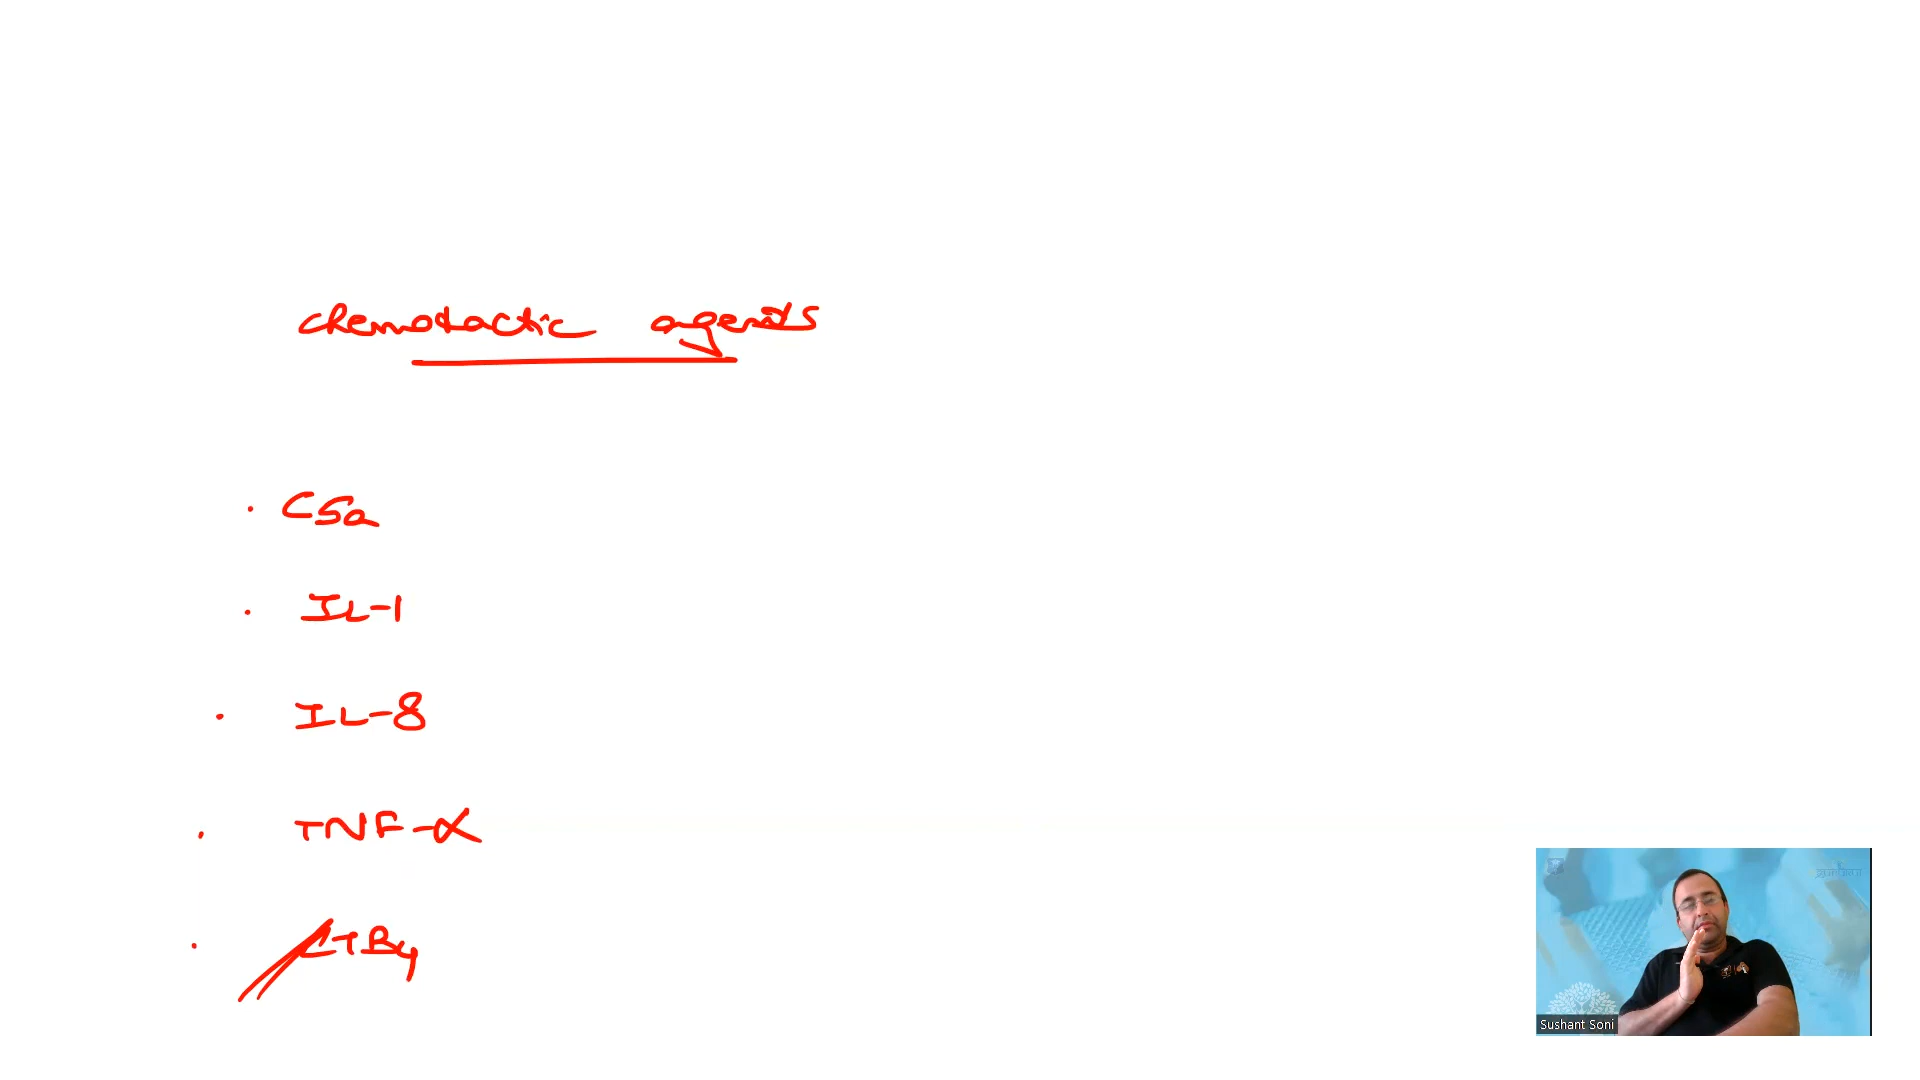 chemotactic agents
· C5a
· IL-1
· IL-8
· TNF-α
· LTB4
Sushant Soni